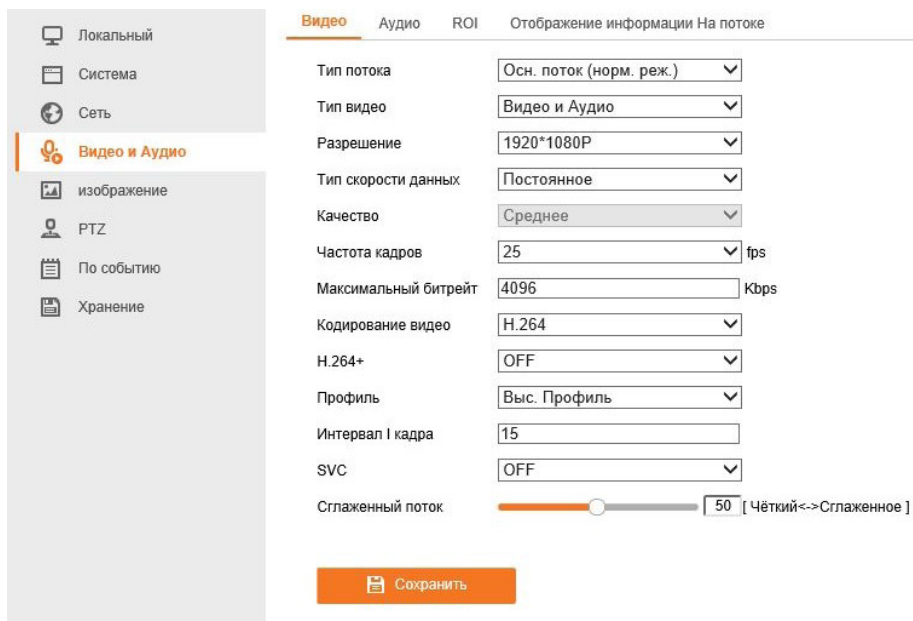 Локальный
Система
Сеть
Видео и Аудио
изображение
PTZ
По событию
Хранение
Видео Аудио ROI Отображение информации На потоке
Тип потока Осн. поток (норм. реж.)
Тип видео Видео и Аудио
Разрешение 1920*1080P
Тип скорости данных Постоянное
Качество Среднее
Частота кадров 25 fps
Максимальный битрейт 4096 Kbps
Кодирование видео H.264
H.264+ OFF
Профиль Выс. Профиль
Интервал I кадра 15
SVC OFF
Сглаженный поток 50 [ Чёткий<->Сглаженное ]
Сохранить